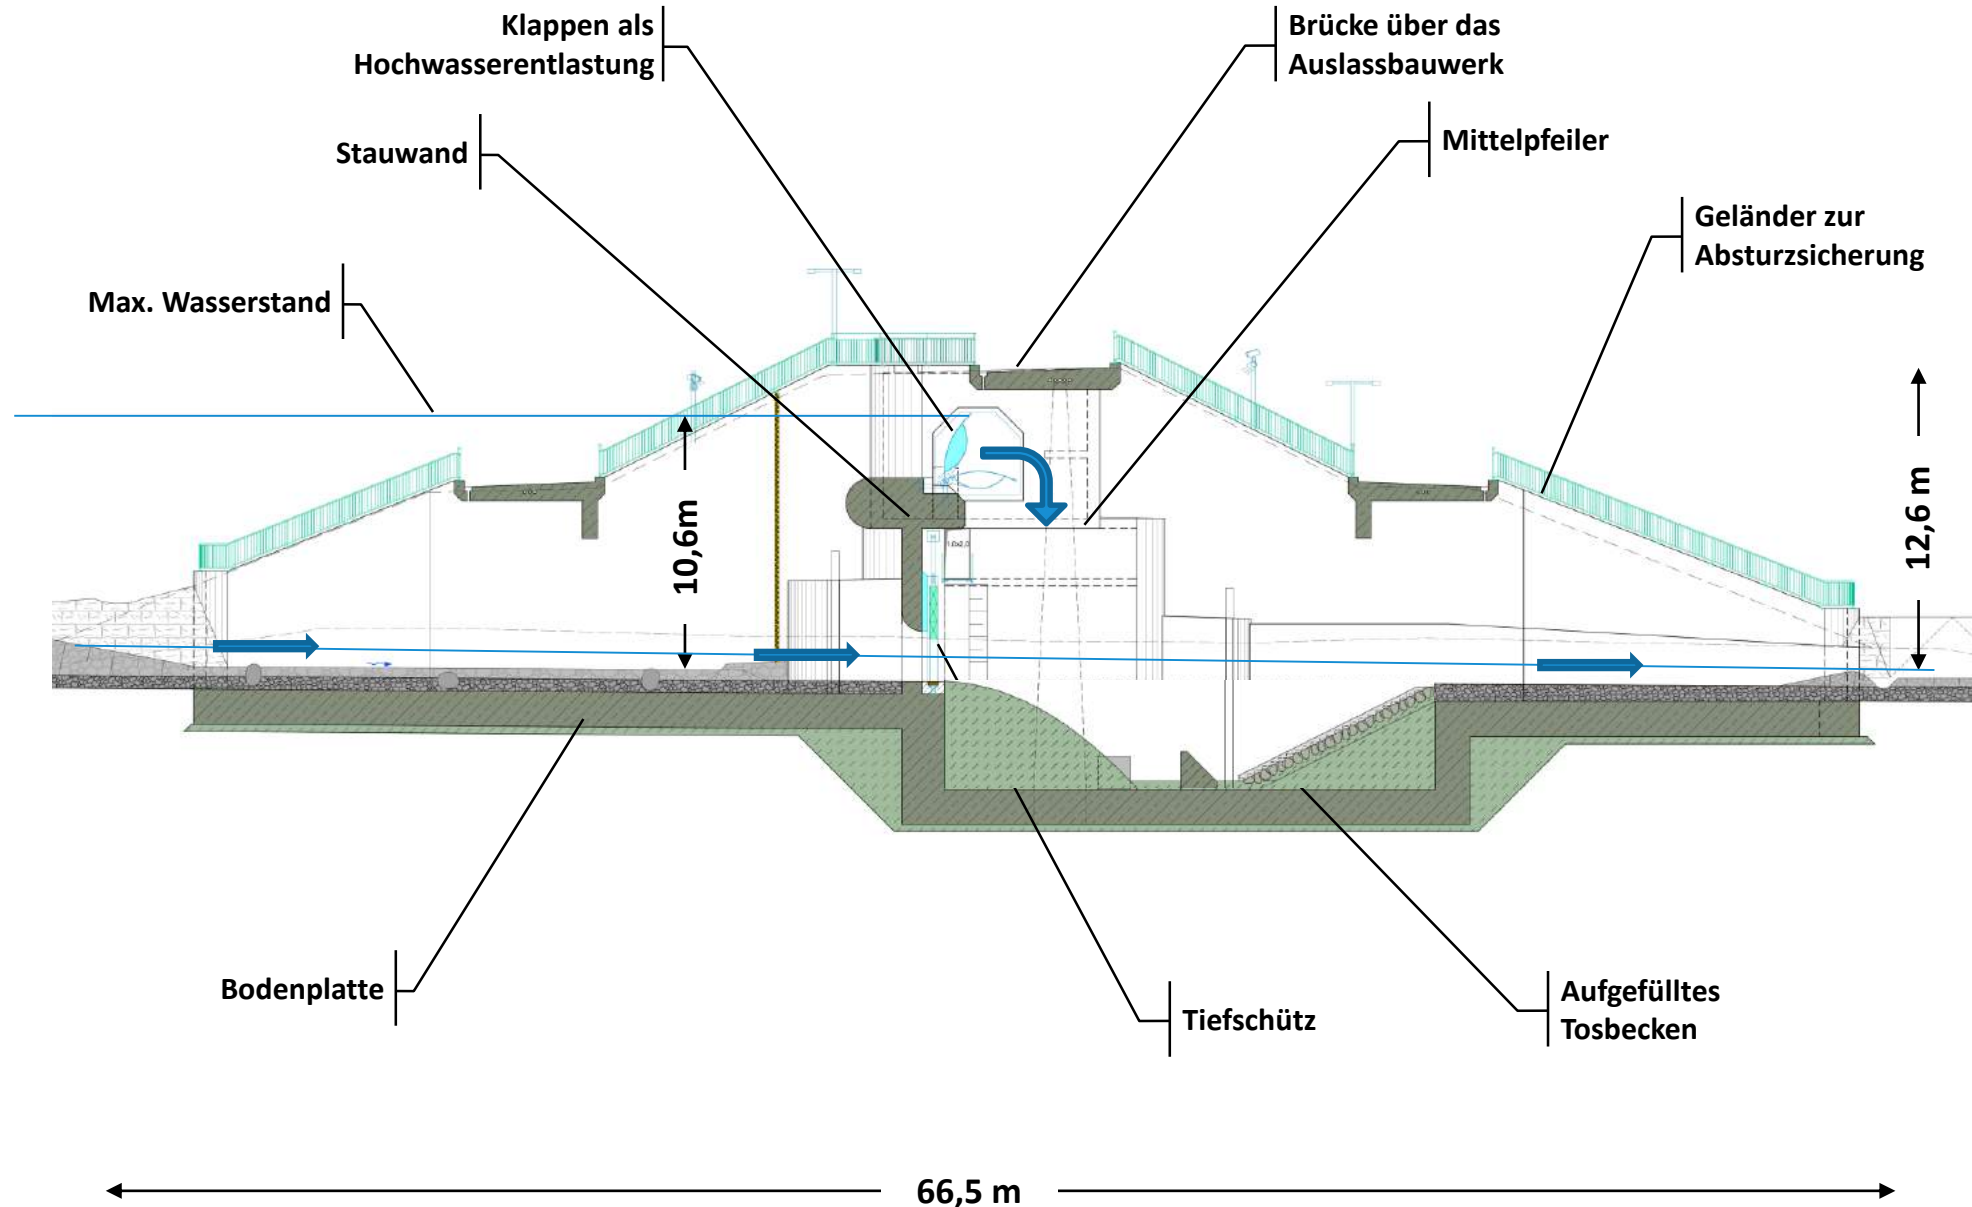 Klappen als
Hochwasserentlastung
Brücke über das
Auslassbauwerk
Stauwand
Mittelpfeiler
Geländer zur
Absturzsicherung
Max. Wasserstand
10,6m
12,6 m
Bodenplatte
Tiefschütz
Aufgefülltes
Tosbecken
66,5 m